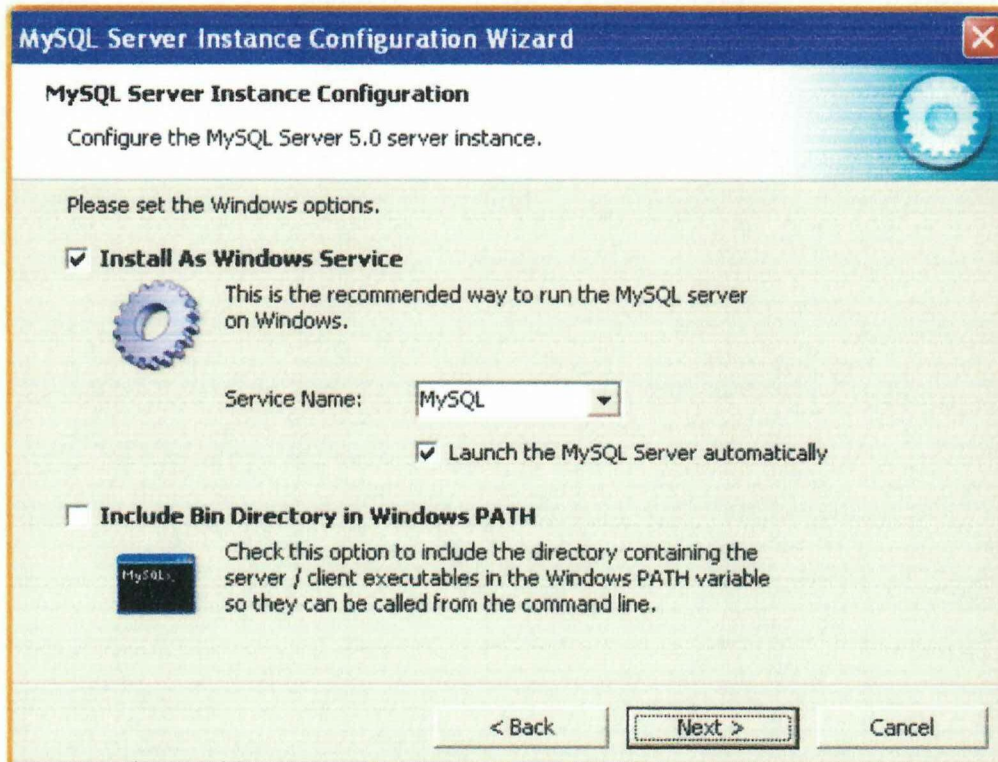 MySQL Server Instance Configuration Wizard
MySQL Server Instance Configuration
Configure the MySQL Server 5.0 server instance.
Please set the Windows options.
Install As Windows Service
This is the recommended way to run the MySQL server
on Windows.
Service Name: MySQL
Launch the MySQL Server automatically
Include Bin Directory in Windows PATH
MySQL>
Check this option to include the directory containing the
server / client executables in the Windows PATH variable
so they can be called from the command line.
< Back Next > Cancel